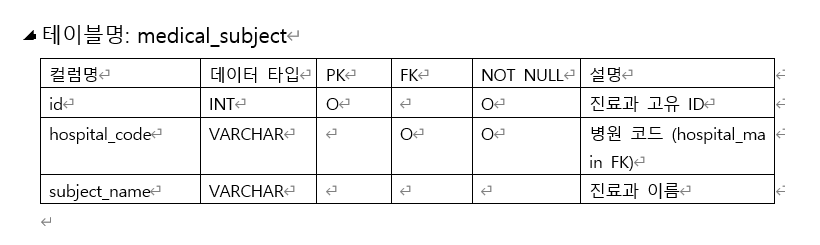 테이블명: medical_subject
컬럼명 데이터 타입 PK FK NOT NULL 설명
id INT O O 진료과 고유 ID
hospital_code VARCHAR O O 병원 코드 (hospital_ma
in FK)
subject_name VARCHAR 진료과 이름